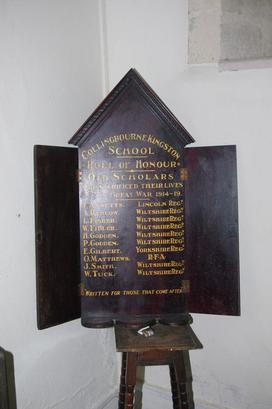 COLLINGBOURNE KINGSTON
SCHOOL
ROLL OF HONOUR
OLD SCHOLARS
SACRIFICED THEIR LIVES
GREAT WAR 1914-19.
LINCOLN REGT
WILTSHIRE REGT
WILTSHIRE REGT
W. WILTSHIRE REGT
H. GODDEN. WILTSHIRE REGT
P. GODDEN. WILTSHIRE REGT
E. GILBERT. YORKSHIRE REGT
O. MATTHEWS. R.F.A
J. SMITH. WILTSHIRE REGT
W. TUCK. WILTSHIRE REGT
WRITTEN FOR THOSE THAT COME AFTER